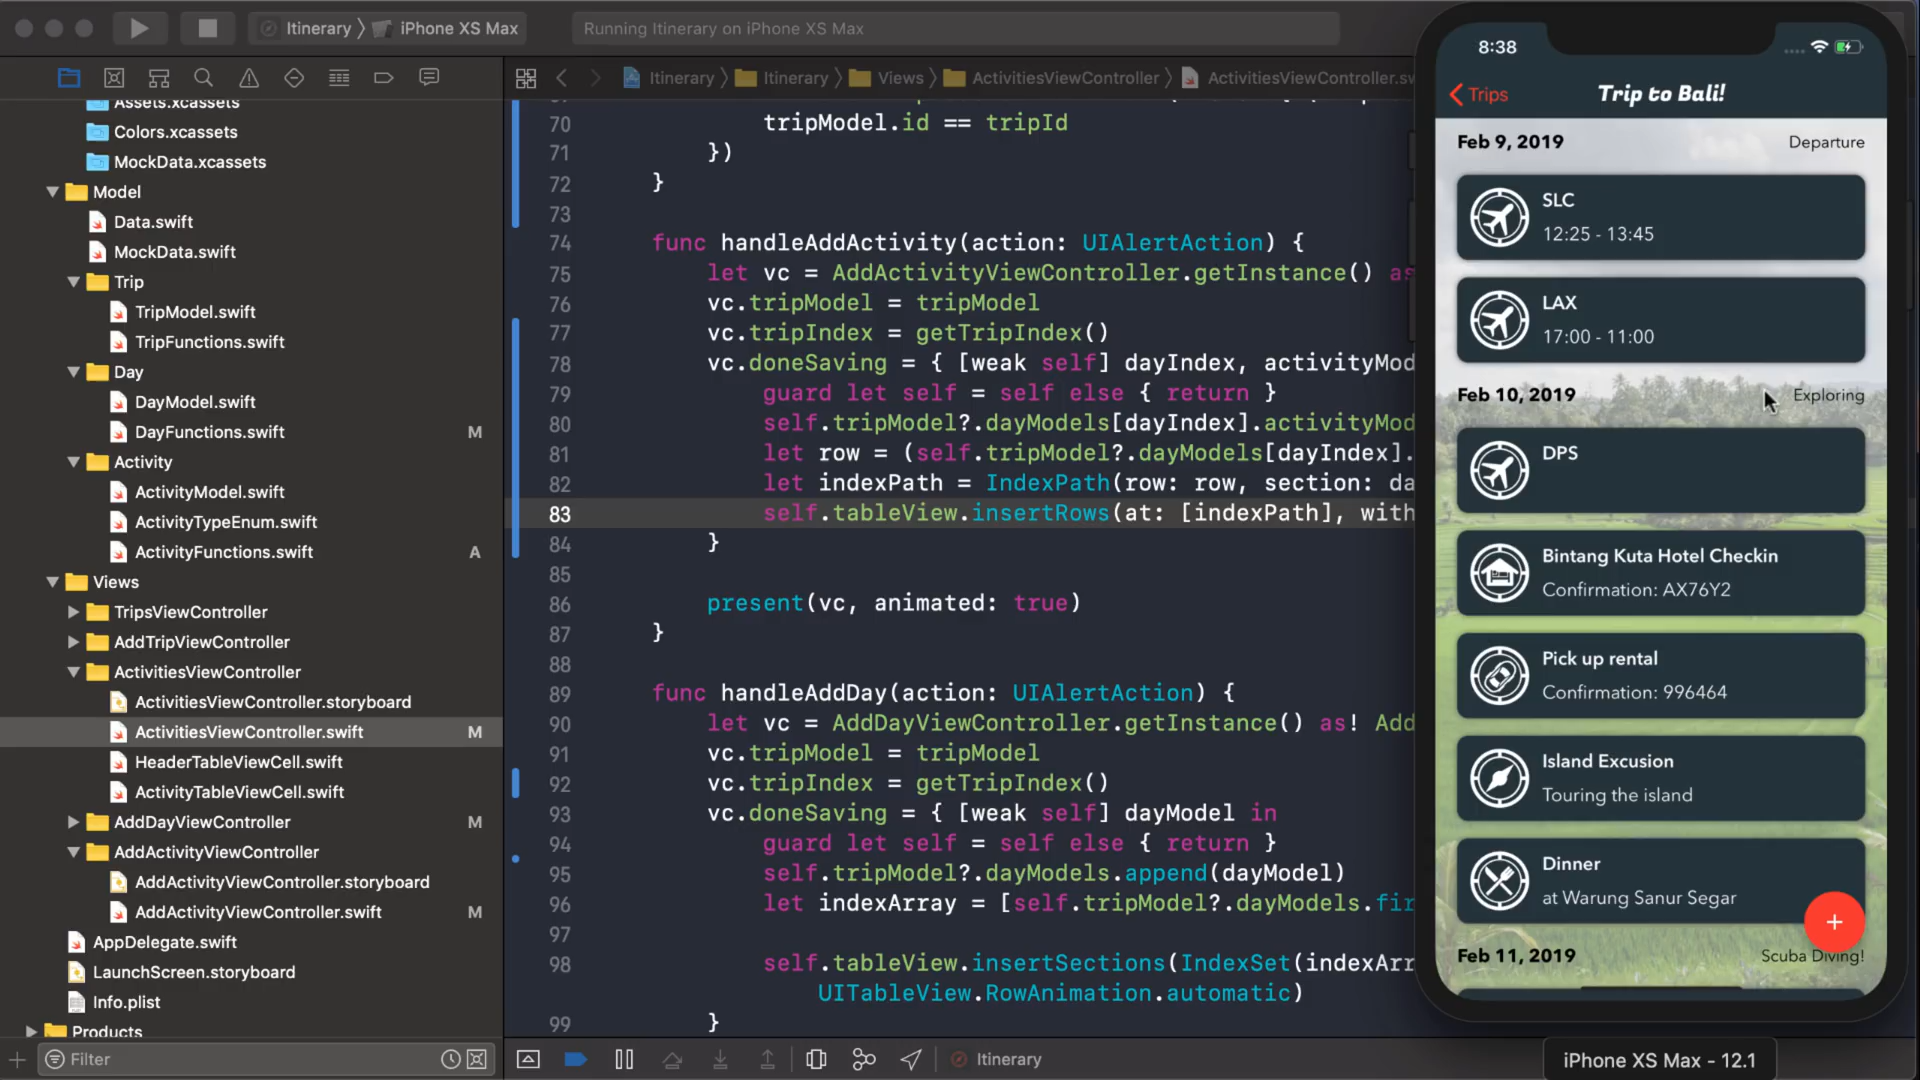 Itinerary
iPhone XS Max
Running Itinerary on iPhone XS Max
Itinerary
Itinerary
Views
ActivitiesViewController
ActivitiesViewController.sw
Assets.xcassets
Colors.xcassets
MockData.xcassets
Model
Data.swift
MockData.swift
Trip
TripModel.swift
TripFunctions.swift
Day
DayModel.swift
DayFunctions.swift M
Activity
ActivityModel.swift
ActivityTypeEnum.swift
ActivityFunctions.swift A
Views
TripsViewController
AddTripViewController
ActivitiesViewController
ActivitiesViewController.storyboard
ActivitiesViewController.swift M
HeaderTableViewCell.swift
ActivityTableViewCell.swift
AddDayViewController M
AddActivityViewController
AddActivityViewController.storyboard
AddActivityViewController.swift M
AppDelegate.swift
LaunchScreen.storyboard
Info.plist
Products
Filter
70 tripModel.id == tripId
71 })
72 }
73
74 func handleAddActivity(action: UIAlertAction) {
75 let vc = AddActivityViewController.getInstance() as
76 vc.tripModel = tripModel
77 vc.tripIndex = getTripIndex()
78 vc.doneSaving = { [weak self] dayIndex, activityMod
79 guard let self = self else { return }
80 self.tripModel?.dayModels[dayIndex].activityMod
81 let row = (self.tripModel?.dayModels[dayIndex].
82 let indexPath = IndexPath(row: row, section: da
83 self.tableView.insertRows(at: [indexPath], with
84 }
85
86 present(vc, animated: true)
87 }
88
89 func handleAddDay(action: UIAlertAction) {
90 let vc = AddDayViewController.getInstance() as! Add
91 vc.tripModel = tripModel
92 vc.tripIndex = getTripIndex()
93 vc.doneSaving = { [weak self] dayModel in
94 guard let self = self else { return }
95 self.tripModel?.dayModels.append(dayModel)
96 let indexArray = [self.tripModel?.dayModels.fir
97
98 self.tableView.insertSections(IndexSet(indexArr
UITableView.RowAnimation.automatic)
99 }
Itinerary
8:38
Trips
Trip to Bali!
Feb 9, 2019 Departure
SLC
12:25 - 13:45
LAX
17:00 - 11:00
Feb 10, 2019 Exploring
DPS
Bintang Kuta Hotel Checkin
Confirmation: AX76Y2
Pick up rental
Confirmation: 996464
Island Excusion
Touring the island
Dinner
at Warung Sanur Segar
+
Feb 11, 2019 Scuba Diving!
iPhone XS Max - 12.1